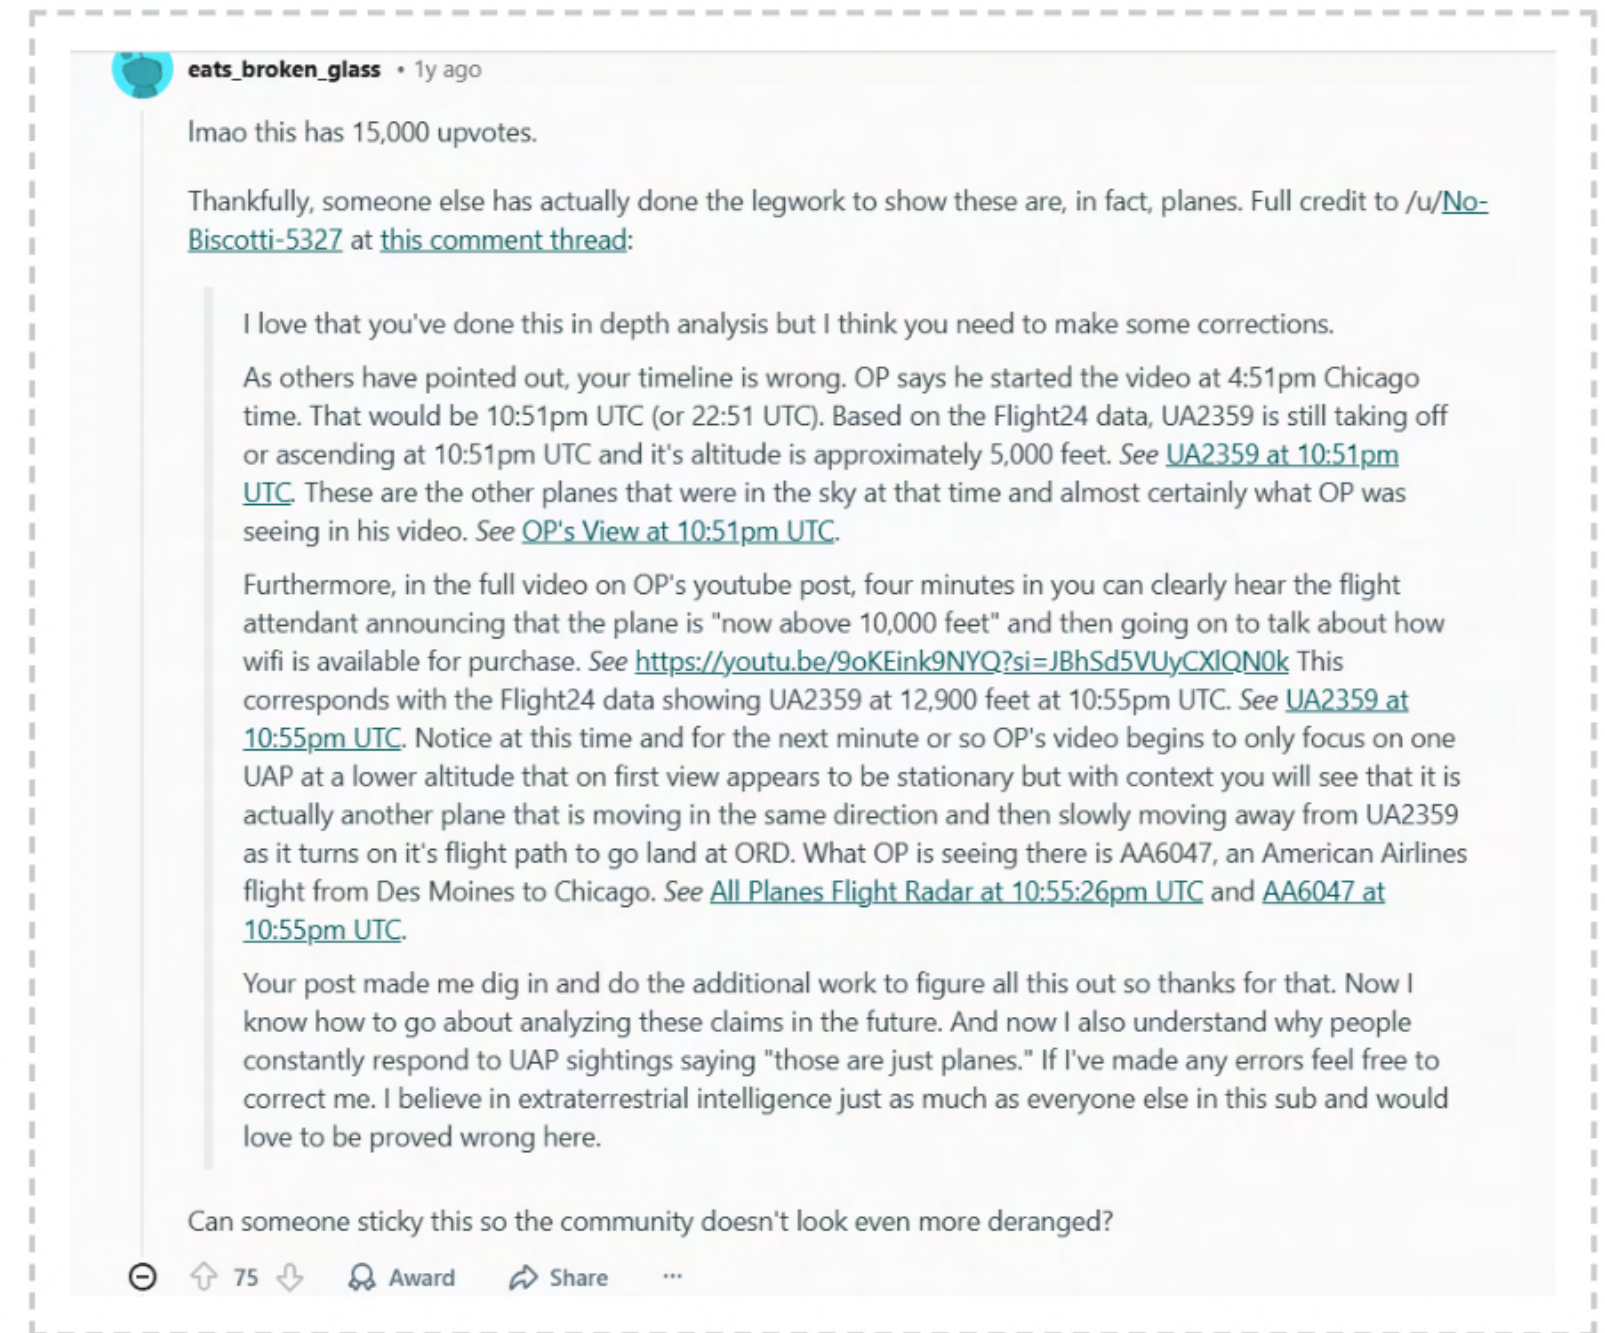 eats_broken_glass • 1y ago
lmao this has 15,000 upvotes.
Thankfully, someone else has actually done the legwork to show these are, in fact, planes. Full credit to /u/No-
Biscotti-5327 at this comment thread:
I love that you've done this in depth analysis but I think you need to make some corrections.
As others have pointed out, your timeline is wrong. OP says he started the video at 4:51pm Chicago
time. That would be 10:51pm UTC (or 22:51 UTC). Based on the Flight24 data, UA2359 is still taking off
or ascending at 10:51pm UTC and it's altitude is approximately 5,000 feet. See UA2359 at 10:51pm
UTC. These are the other planes that were in the sky at that time and almost certainly what OP was
seeing in his video. See OP's View at 10:51pm UTC.
Furthermore, in the full video on OP's youtube post, four minutes in you can clearly hear the flight
attendant announcing that the plane is "now above 10,000 feet" and then going on to talk about how
wifi is available for purchase. See https://youtu.be/9oKEink9NYQ?si=JBhSd5VUyCXlQN0k This
corresponds with the Flight24 data showing UA2359 at 12,900 feet at 10:55pm UTC. See UA2359 at
10:55pm UTC. Notice at this time and for the next minute or so OP's video begins to only focus on one
UAP at a lower altitude that on first view appears to be stationary but with context you will see that it is
actually another plane that is moving in the same direction and then slowly moving away from UA2359
as it turns on it's flight path to go land at ORD. What OP is seeing there is AA6047, an American Airlines
flight from Des Moines to Chicago. See All Planes Flight Radar at 10:55:26pm UTC and AA6047 at
10:55pm UTC.
Your post made me dig in and do the additional work to figure all this out so thanks for that. Now I
know how to go about analyzing these claims in the future. And now I also understand why people
constantly respond to UAP sightings saying "those are just planes." If I've made any errors feel free to
correct me. I believe in extraterrestrial intelligence just as much as everyone else in this sub and would
love to be proved wrong here.
Can someone sticky this so the community doesn't look even more deranged?
75 Award Share ...